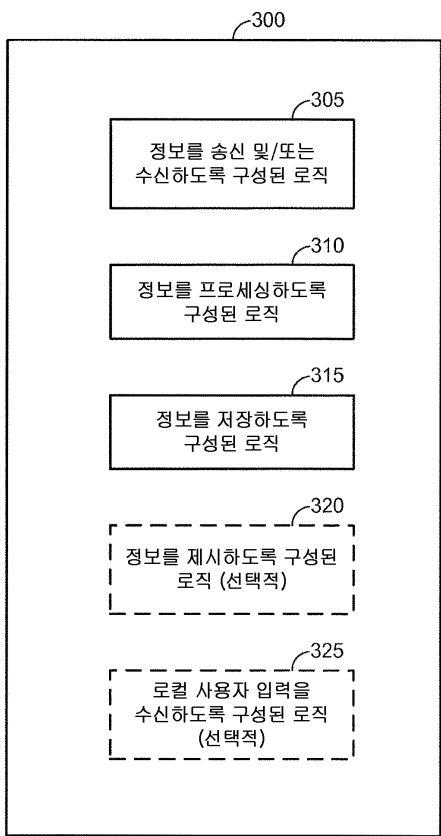 300
305
정보를 송신 및/또는
수신하도록 구성된 로직
310
정보를 프로세싱하도록
구성된 로직
315
정보를 저장하도록
구성된 로직
320
정보를 제시하도록 구성된
로직 (선택적)
325
로컬 사용자 입력을
수신하도록 구성된 로직
(선택적)